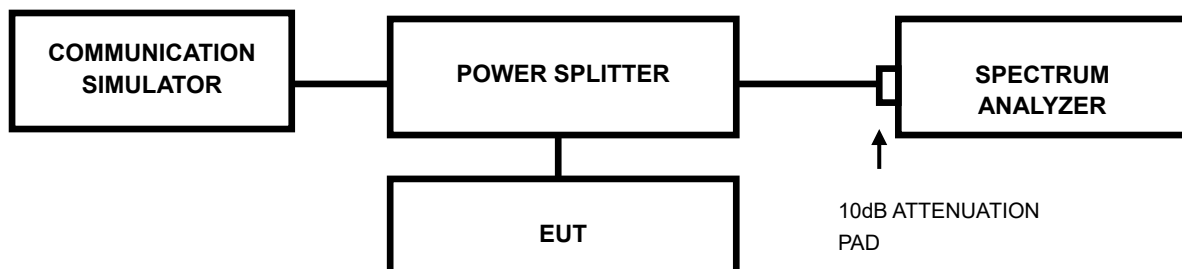 COMMUNICATION
SIMULATOR
POWER SPLITTER
SPECTRUM
ANALYZER
EUT
10dB ATTENUATION
PAD